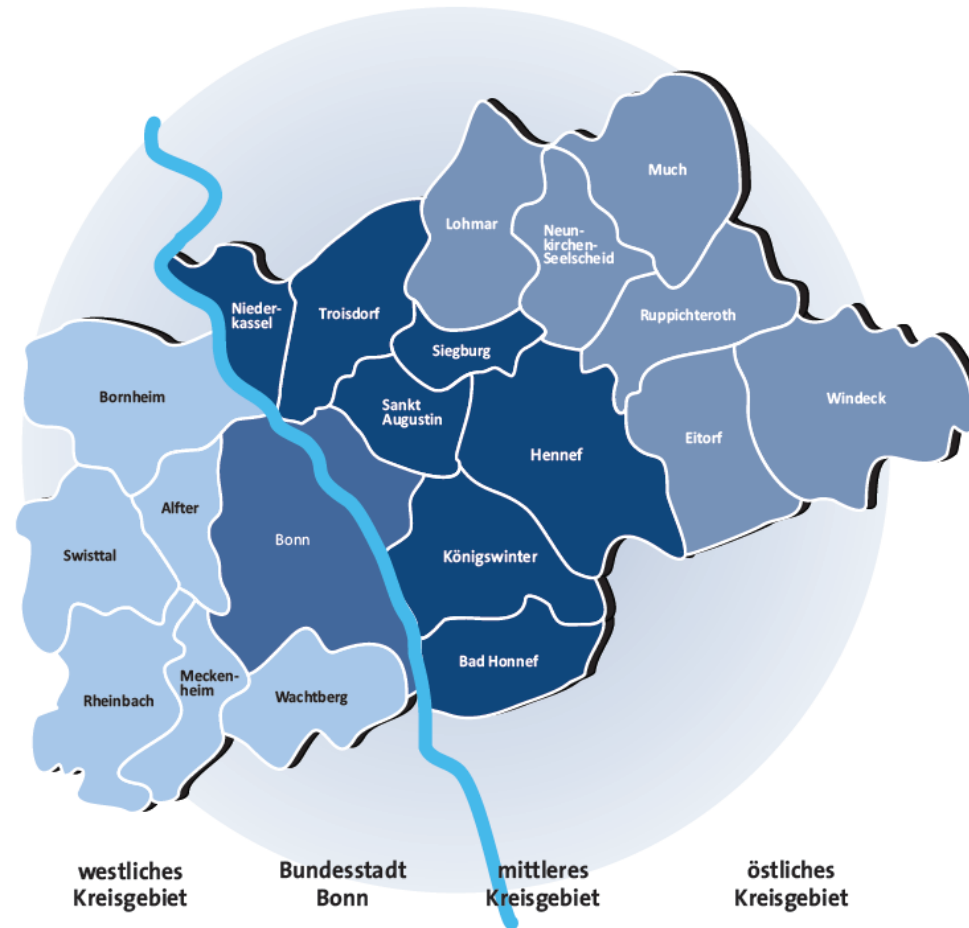 Much
Lohmar
Neun-
kirchen-
Seelscheid
Nieder-
kassel
Troisdorf
Ruppichteroth
Siegburg
Bornheim
Sankt
Augustin
Windeck
Eitorf
Hennef
Alfter
Bonn
Swisttal
Königswinter
Bad Honnef
Mecken-
heim
Rheinbach
Wachtberg
westliches
Kreisgebiet
Bundesstadt
Bonn
mittleres
Kreisgebiet
östliches
Kreisgebiet